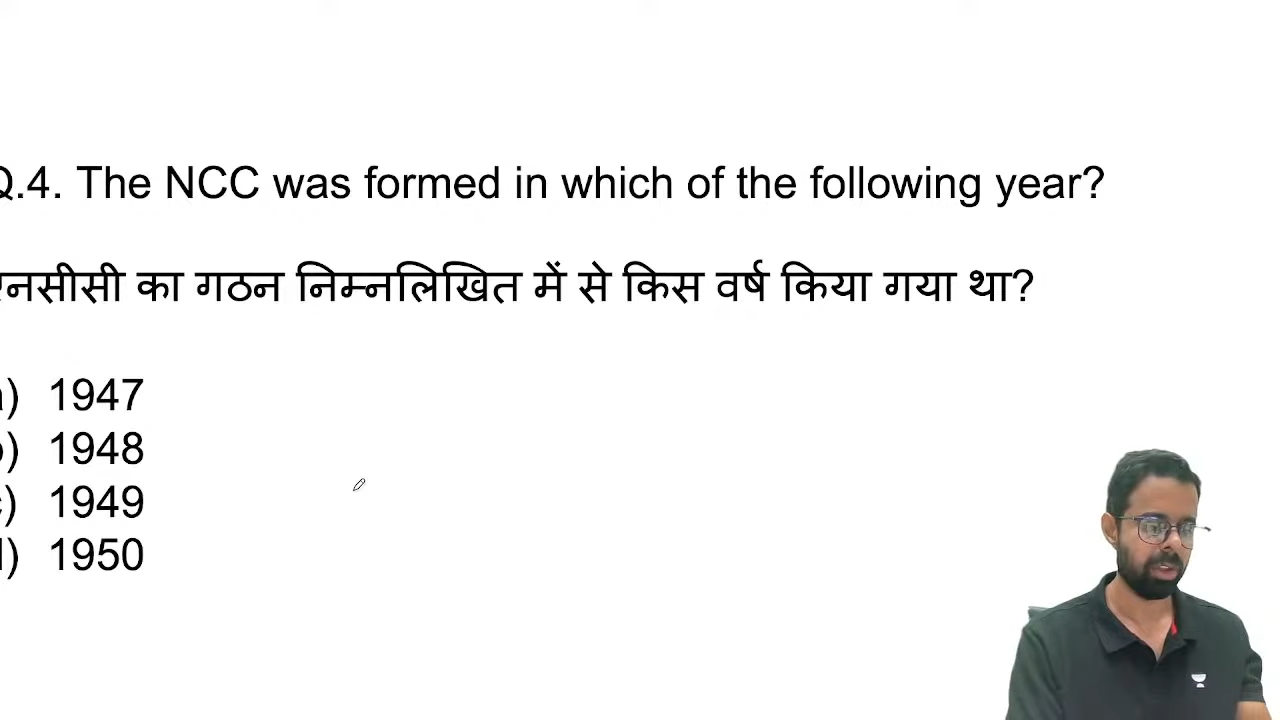 Q.4. The NCC was formed in which of the following year?
एनसीसी का गठन निम्नलिखित में से किस वर्ष किया गया था?
a) 1947
b) 1948
c) 1949
d) 1950